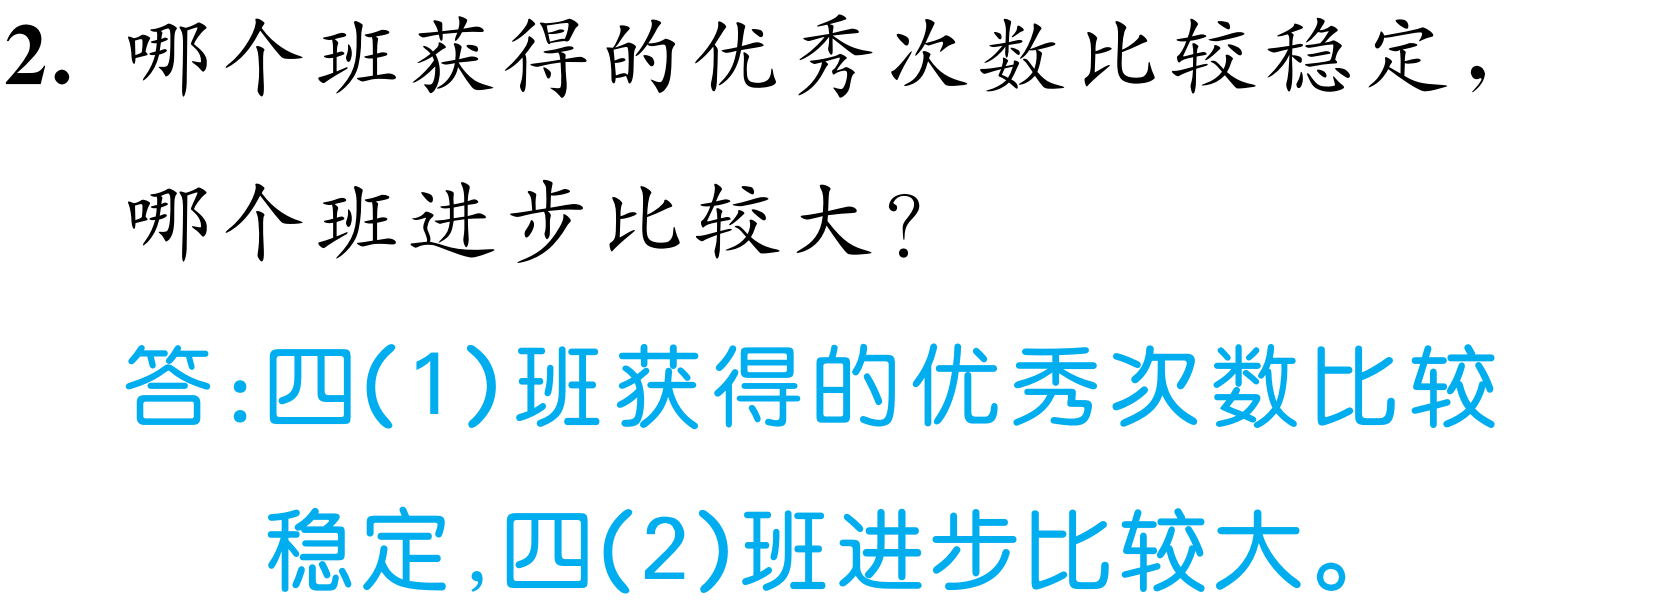 2. 哪个班获得的优秀次数比较稳定，
哪个班进步比较大？
答:四(1)班获得的优秀次数比较
稳定,四(2)班进步比较大。